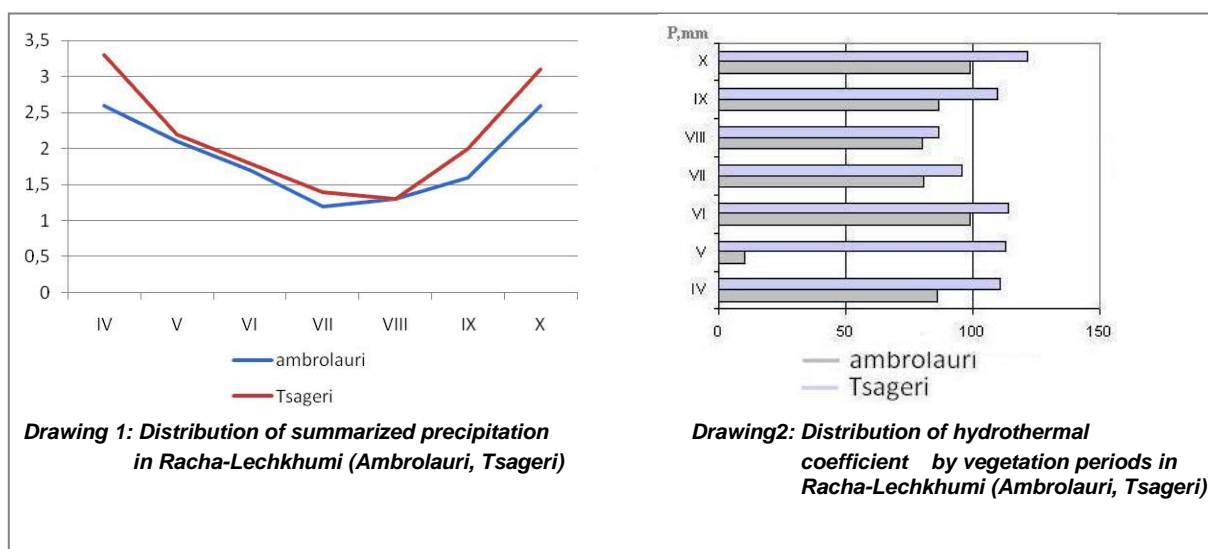 3,5
3
2,5
2
1,5
1
0,5
0
IV V VI VII VIII IX X
ambrolauri
Tsageri
Drawing 1: Distribution of summarized precipitation
in Racha-Lechkhumi (Ambrolauri, Tsageri)
P,mm
X
IX
VIII
VII
VI
V
IV
0 50 100 150
ambrolauri
Tsageri
Drawing2: Distribution of hydrothermal
coefficient by vegetation periods in
Racha-Lechkhumi (Ambrolauri, Tsageri)